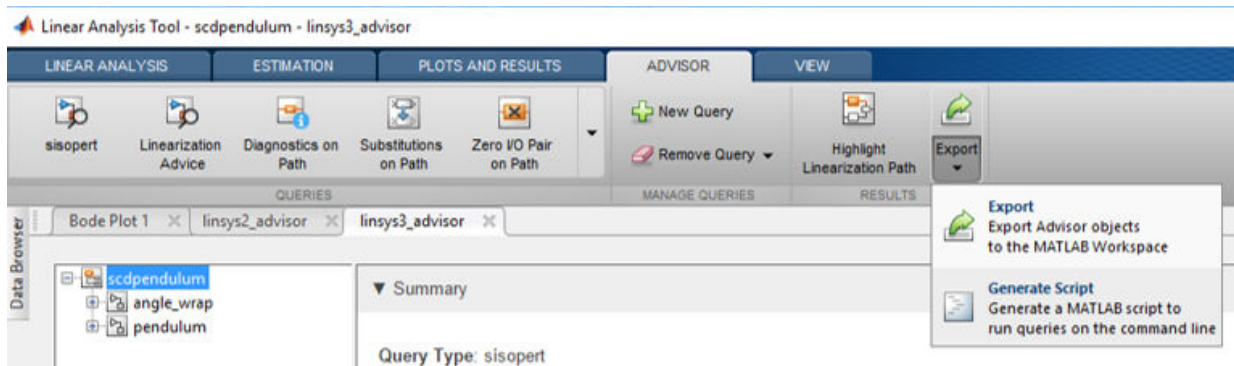 Linear Analysis Tool - scdpendulum - linsys3_advisor
LINEAR ANALYSIS ESTIMATION PLOTS AND RESULTS ADVISOR VIEW
sisopert
Linearization
Advice
Diagnostics on
Path
Substitutions
on Path
Zero I/O Pair
on Path
New Query
Remove Query
Highlight
Linearization Path
Export
QUERIES MANAGE QUERIES RESULTS
Export
Export Advisor objects
to the MATLAB Workspace
Generate Script
Generate a MATLAB script to
run queries on the command line
Data Browser
Bode Plot 1 linsys2_advisor linsys3_advisor
scdpendulum
angle_wrap
pendulum
Summary
Query Type: sisopert